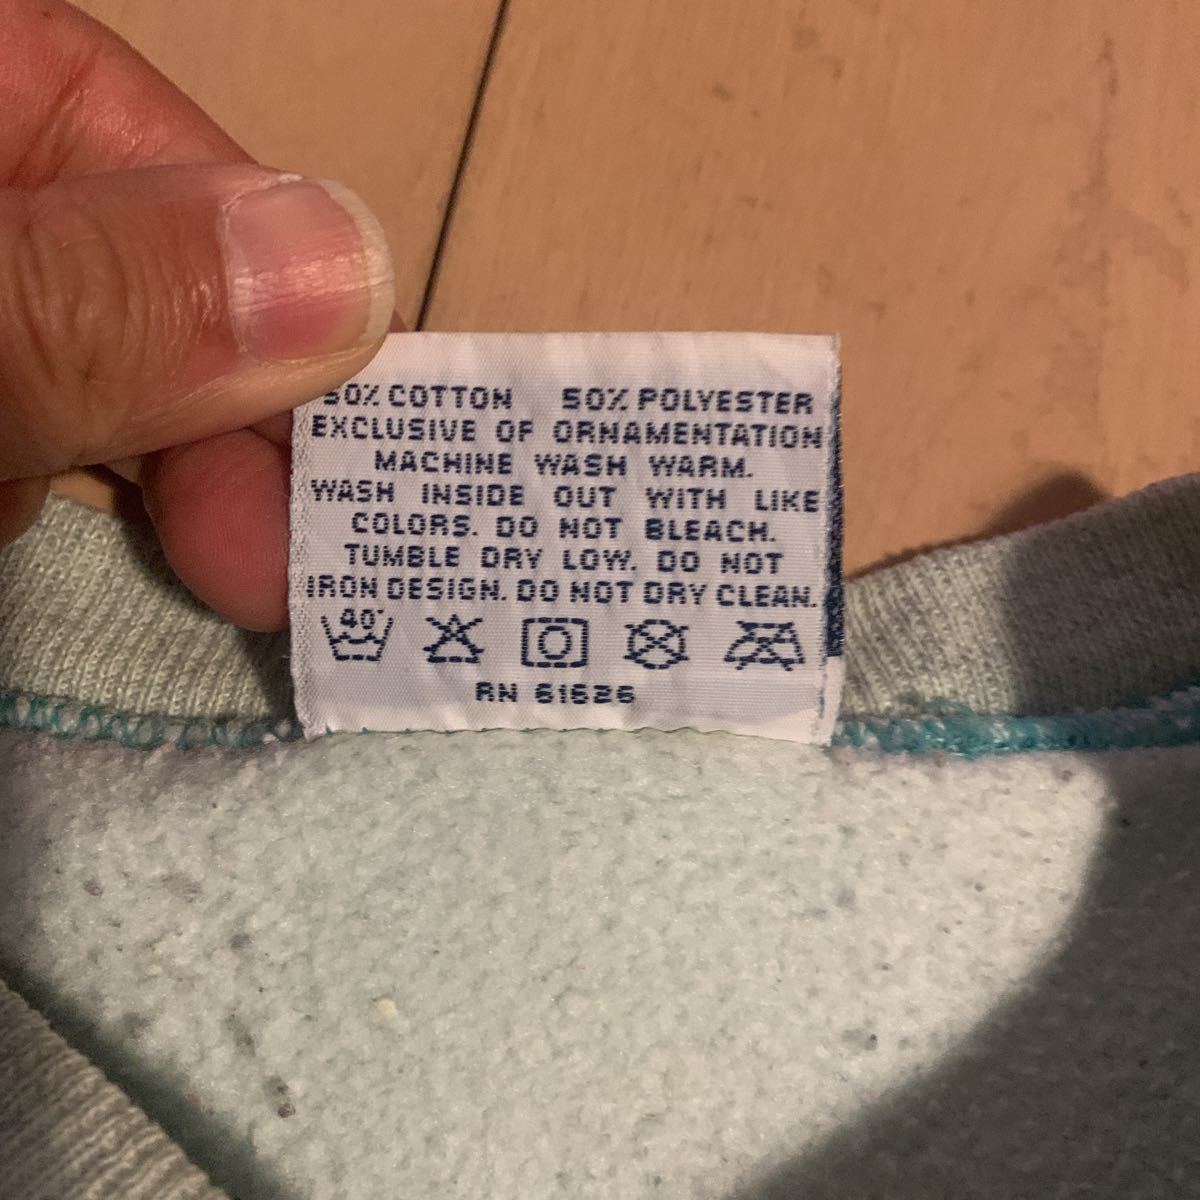 50% COTTON 50% POLYESTER
EXCLUSIVE OF ORNAMENTATION
MACHINE WASH WARM.
WASH INSIDE OUT WITH LIKE
COLORS. DO NOT BLEACH.
TUMBLE DRY LOW. DO NOT
IRON DESIGN. DO NOT DRY CLEAN.
40°
RN 61626